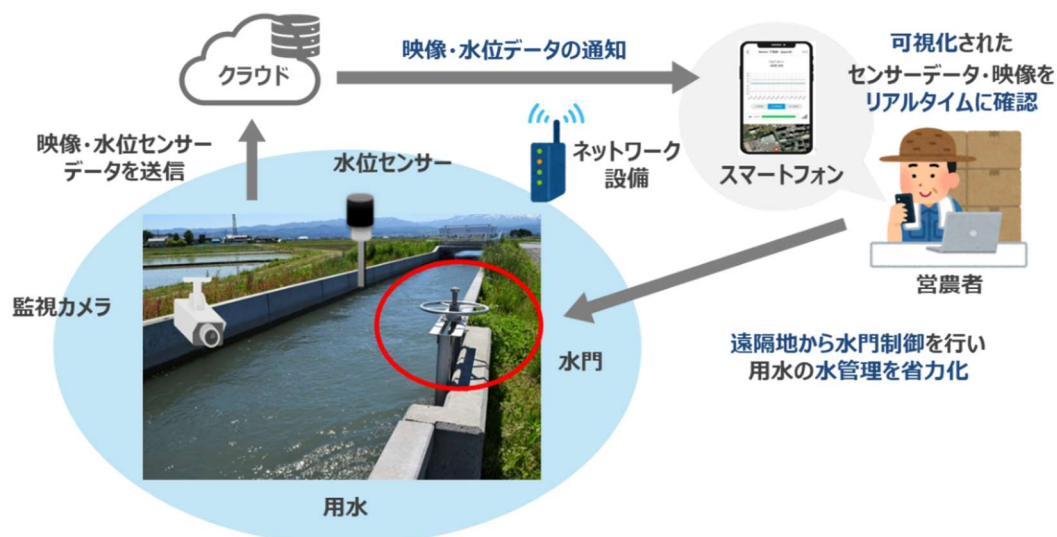 クラウド
映像・水位データの通知
可視化された
センサーデータ・映像を
リアルタイムに確認
映像・水位センサー
データを送信
水位センサー
ネットワーク
設備
スマートフォン
監視カメラ
水門
営農者
遠隔地から水門制御を行い
用水の水管理を省力化
用水